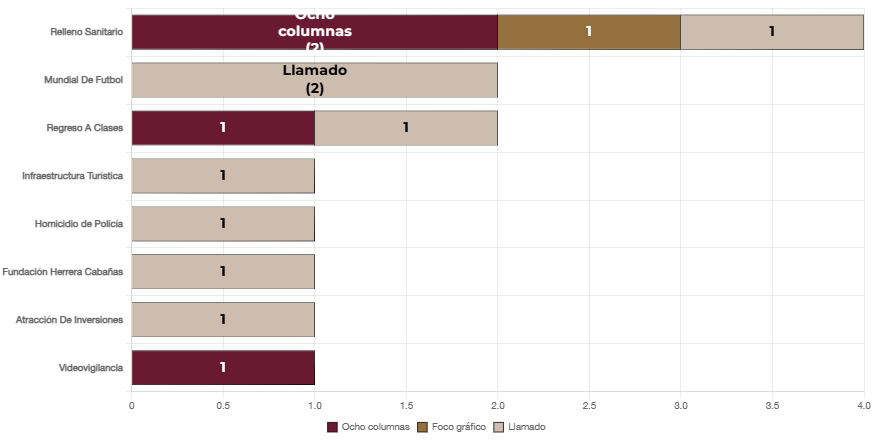 Relleno Sanitario
Ocho
columnas
(2)
1
1
Mundial De Futbol
Llamado
(2)
Regreso A Clases
1
1
Infraestructura Turística
1
Homicidio de Policía
1
Fundación Herrera Cabañas
1
Atracción De Inversiones
1
Videovigilancia
1
0 0.5 1.0 1.5 2.0 2.5 3.0 3.5 4.0
Ocho columnas Foco gráfico Llamado